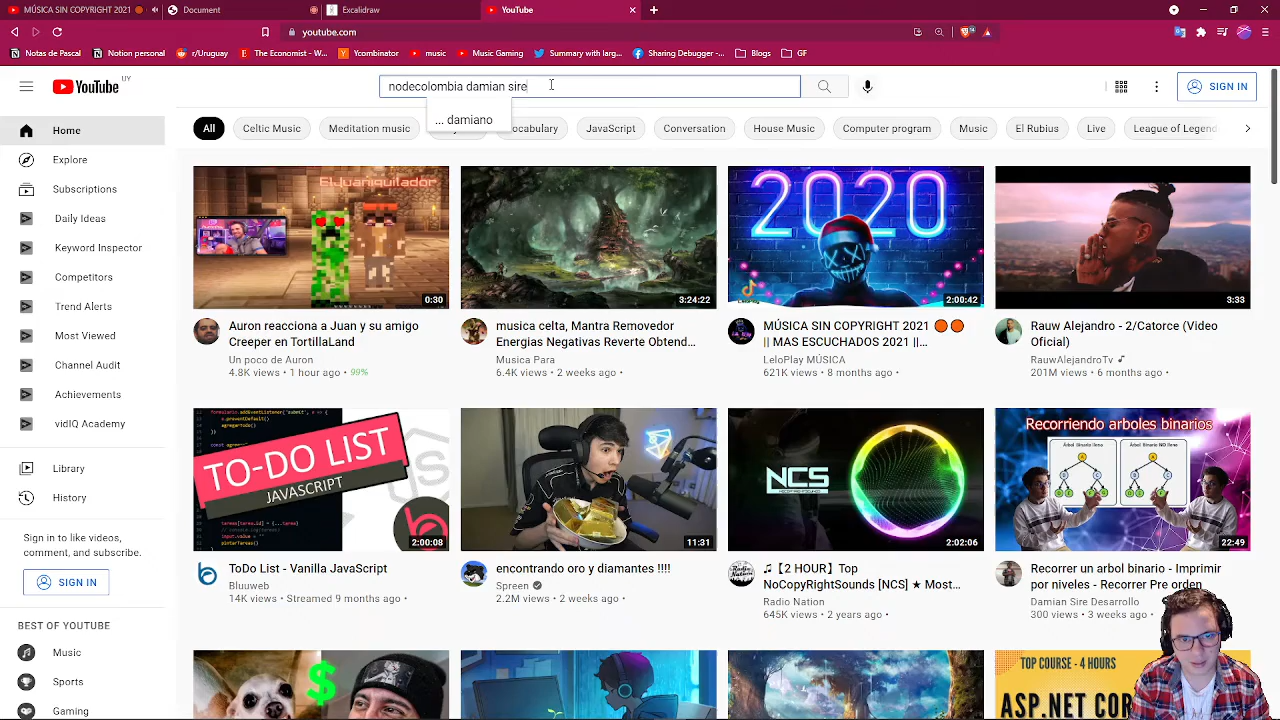 MÚSICA SIN COPYRIGHT 2021
Document
Excalidraw
YouTube
youtube.com
Notas de Pascal
Notion personal
r/Uruguay
The Economist - W...
Ycombinator
music
Music Gaming
Summary with larg...
Sharing Debugger -...
Blogs
GF
YouTube UY
nodecolombia damian sire
SIGN IN
... damiano
All
Celtic Music
Meditation music
JavaScript
Conversation
House Music
Computer program
Music
El Rubius
Live
League of Legend
Home
Explore
Subscriptions
Daily Ideas
Keyword Inspector
Competitors
Trend Alerts
Most Viewed
Channel Audit
Achievements
vidIQ Academy
Library
History
Sign in to like videos,
comment, and subscribe.
SIGN IN
BEST OF YOUTUBE
Music
Sports
Gaming
ElJuaniquilador
0:30
Auron reacciona a Juan y su amigo
Creeper en TortillaLand
Un poco de Auron
4.8K views • 1 hour ago • 99%
3:24:22
musica celta, Mantra Removedor
Energias Negativas Reverte Obtend...
Musica Para
6.4K views • 2 weeks ago •
2020
2:00:42
MÚSICA SIN COPYRIGHT 2021
|| MAS ESCUCHADOS 2021 ||...
LeloPlay MÚSICA
621K views • 8 months ago •
3:33
Rauw Alejandro - 2/Catorce (Video
Oficial)
RauwAlejandroTv
201M views • 6 months ago •
TO-DO LIST
JAVASCRIPT
2:00:08
ToDo List - Vanilla JavaScript
Bluuweb
14K views • Streamed 9 months ago •
11:31
encontrando oro y diamantes !!!!
Spreen
2.2M views • 2 weeks ago •
NCS
2:02:06
♫【2 HOUR】Top
NoCopyRightSounds [NCS] ★ Most...
Radio Nation
645K views • 2 years ago •
Recorriendo arboles binarios
Árbol Binario lleno
Árbol Binario NO lleno
22:49
Recorrer un arbol binario - Imprimir
por niveles - Recorrer Pre orden
Damian Sire Desarrollo
300 views • 3 weeks ago •
TOP COURSE - 4 HOURS
ASP.NET COR